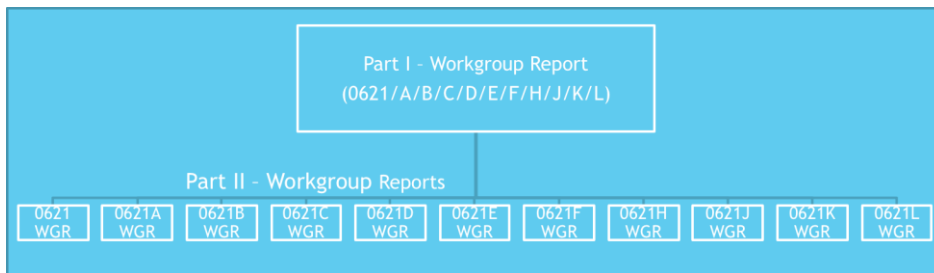 Part I – Workgroup Report
(0621/A/B/C/D/E/F/H/J/K/L)
Part II – Workgroup Reports
0621 WGR
0621A WGR
0621B WGR
0621C WGR
0621D WGR
0621E WGR
0621F WGR
0621H WGR
0621J WGR
0621K WGR
0621L WGR